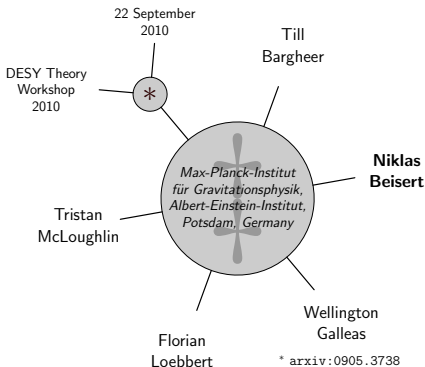 22 September
2010
Till
Bargheer
DESY Theory
Workshop
2010
*
Niklas
Beisert
Max-Planck-Institut
für Gravitationsphysik,
Albert-Einstein-Institut,
Potsdam, Germany
Tristan
McLoughlin
Wellington
Galleas
Florian
Loebbert
* arxiv:0905.3738